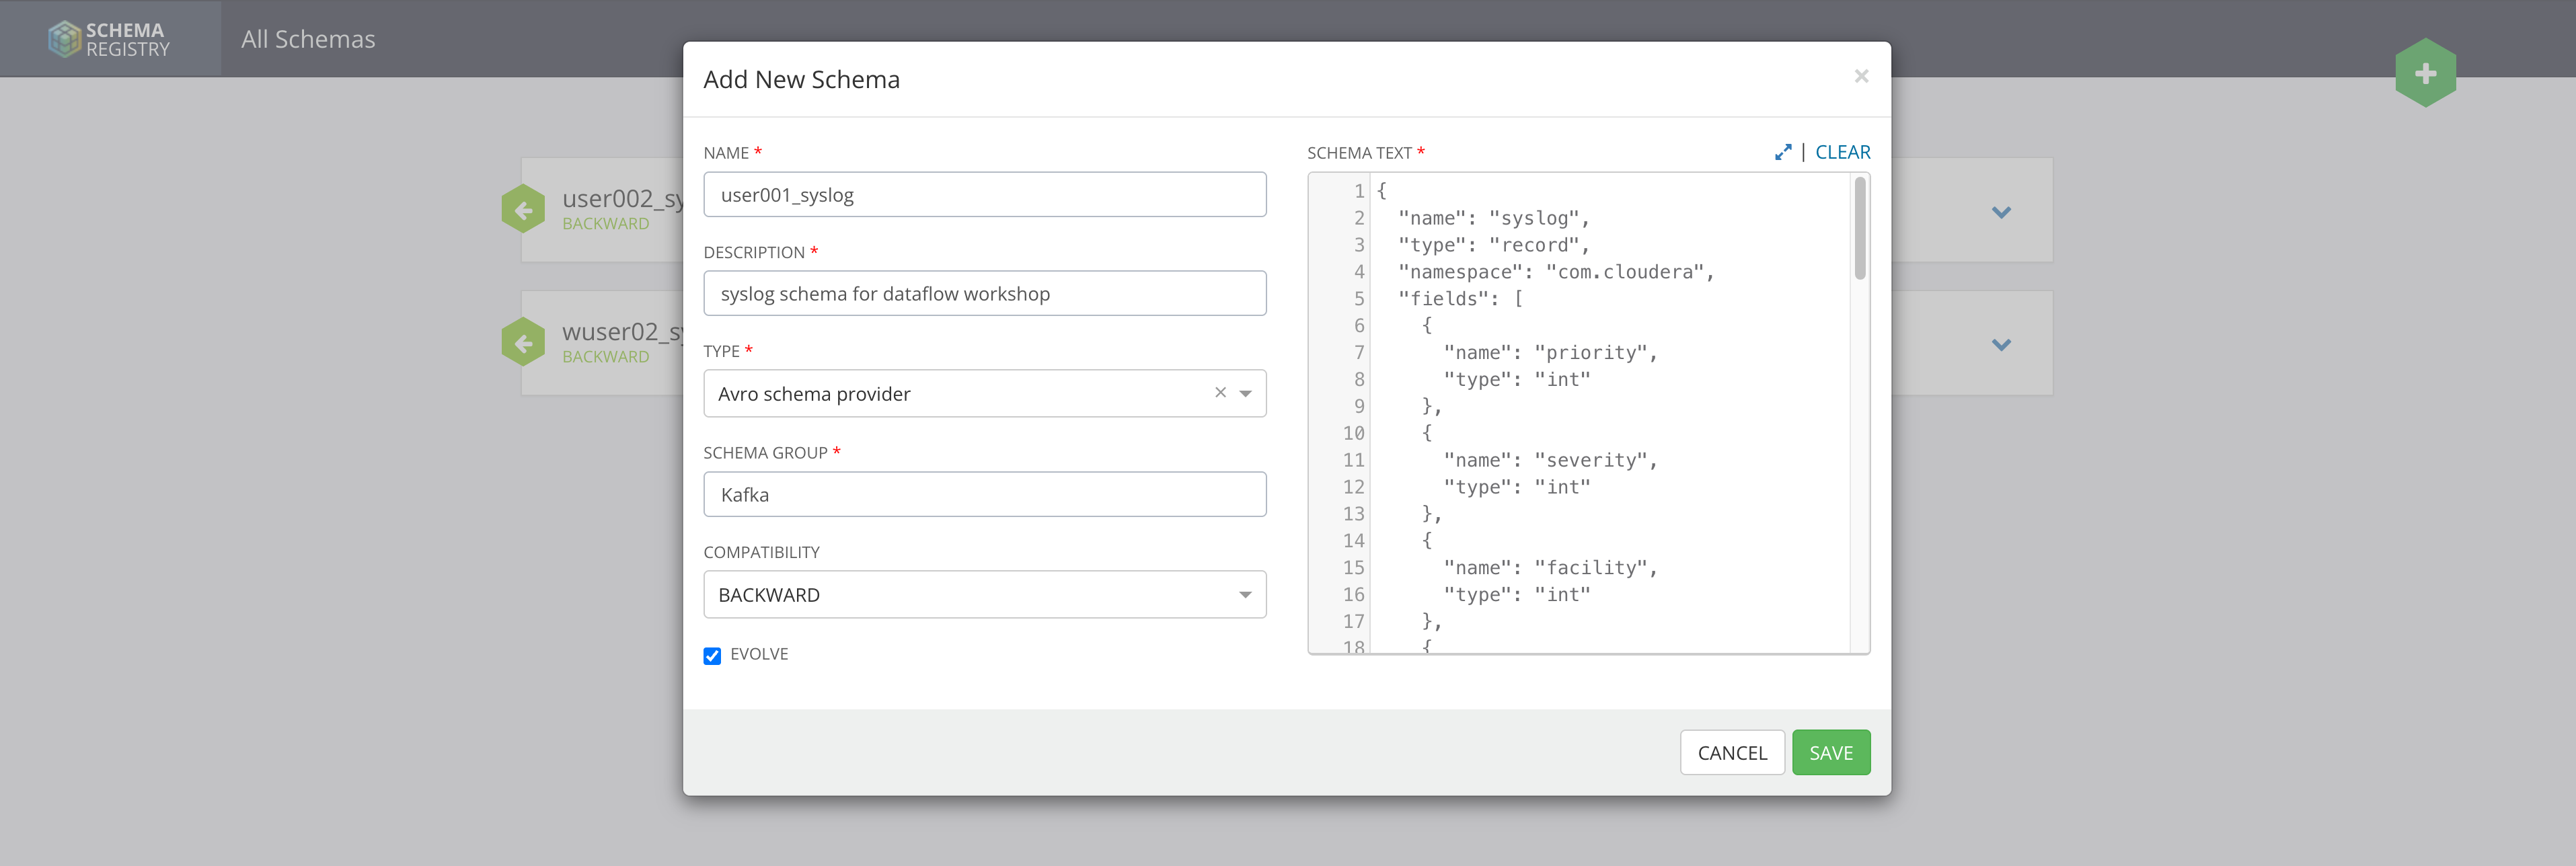 SCHEMA
REGISTRY
All Schemas
Add New Schema
×
user002_sy
BACKWARD
wuser02_sy
BACKWARD
NAME *
user001_syslog
DESCRIPTION *
syslog schema for dataflow workshop
TYPE *
Avro schema provider
SCHEMA GROUP *
Kafka
COMPATIBILITY
BACKWARD
EVOLVE
SCHEMA TEXT *
| CLEAR
1 {
2 "name": "syslog",
3 "type": "record",
4 "namespace": "com.cloudera",
5 "fields": [
6 {
7 "name": "priority",
8 "type": "int"
9 },
10 {
11 "name": "severity",
12 "type": "int"
13 },
14 {
15 "name": "facility",
16 "type": "int"
17 },
18 {
CANCEL
SAVE